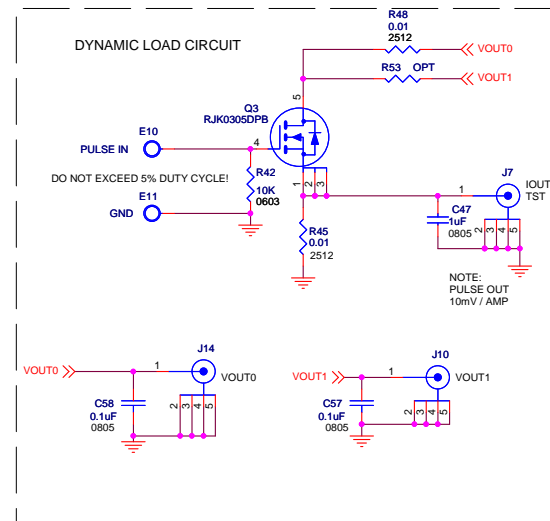 DYNAMIC LOAD CIRCUIT
R48
0.01
2512
VOUT0
R53 OPT
VOUT1
5
Q3
RJK0305DPB
E10
PULSE IN
4
DO NOT EXCEED 5% DUTY CYCLE!
R42
10K
0603
E11
GND
1
2
3
R45
0.01
2512
1
J7
IOUT
TST
C47
1uF
0805
2
3
4
5
NOTE:
PULSE OUT
10mV / AMP
VOUT0
1
J14
VOUT0
C58
0.1uF
0805
2
3
4
5
VOUT1
1
J10
VOUT1
C57
0.1uF
0805
2
3
4
5